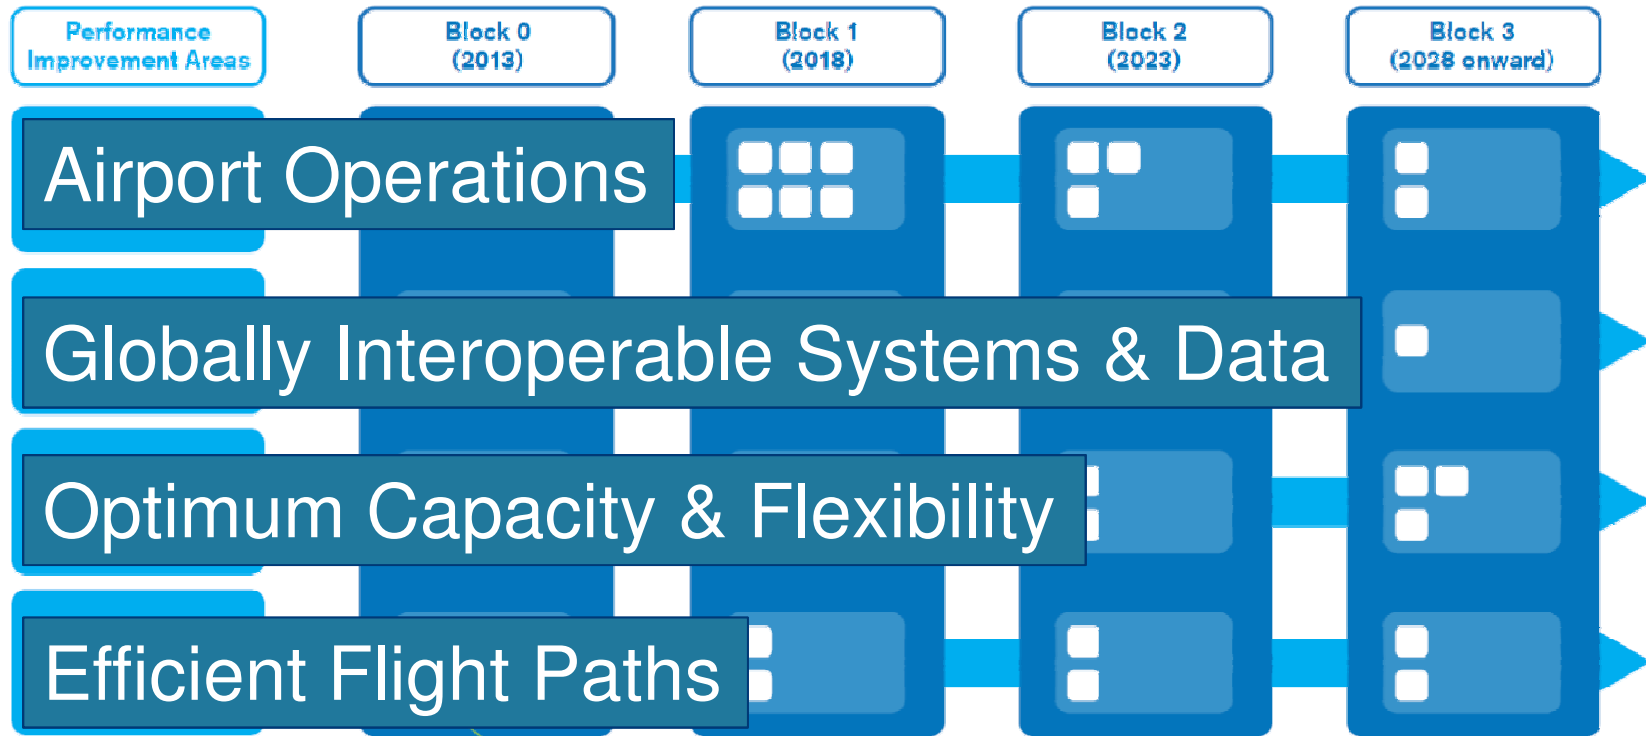 Performance
Improvement Areas
Block 0
(2013)
Block 1
(2018)
Block 2
(2023)
Block 3
(2028 onward)
Airport Operations
Globally Interoperable Systems & Data
Optimum Capacity & Flexibility
Efficient Flight Paths